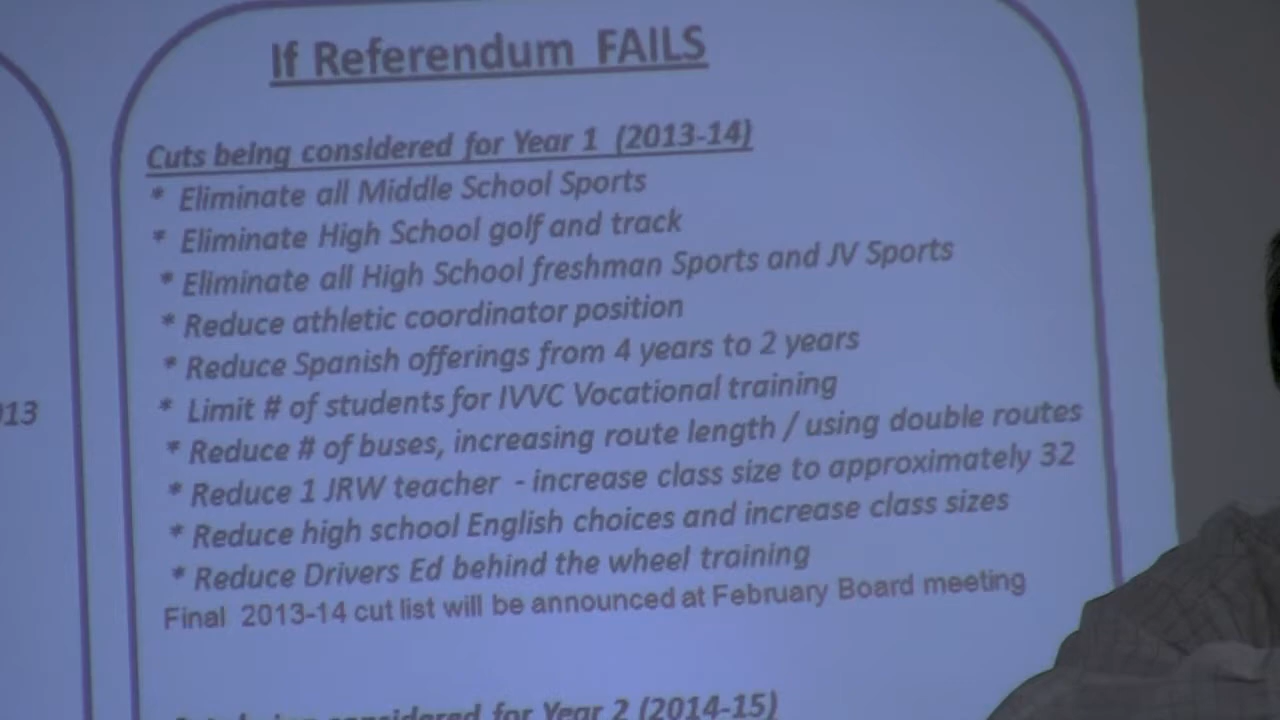 If Referendum FAILS
Cuts being considered for Year 1 (2013-14)
* Eliminate all Middle School Sports
* Eliminate High School golf and track
* Eliminate all High School freshman Sports and JV Sports
* Reduce athletic coordinator position
* Reduce Spanish offerings from 4 years to 2 years
* Limit # of students for IVVC Vocational training
* Reduce # of buses, increasing route length / using double routes
* Reduce 1 JRW teacher - increase class size to approximately 32
* Reduce high school English choices and increase class sizes
* Reduce Drivers Ed behind the wheel training
Final 2013-14 cut list will be announced at February Board meeting
Cuts being considered for Year 2 (2014-15)
013